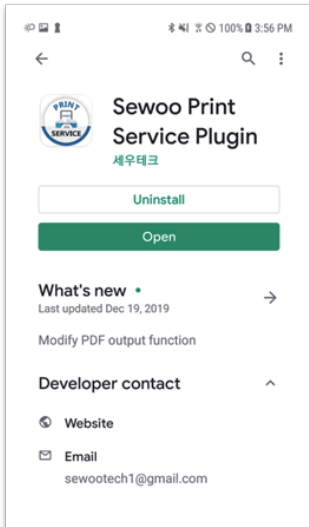 100% 3:56 PM
PRINT
SERVICE
Sewoo Print
Service Plugin
세우테크
Uninstall
Open
What's new •
Last updated Dec 19, 2019
Modify PDF output function
Developer contact
Website
Email
sewootech1@gmail.com